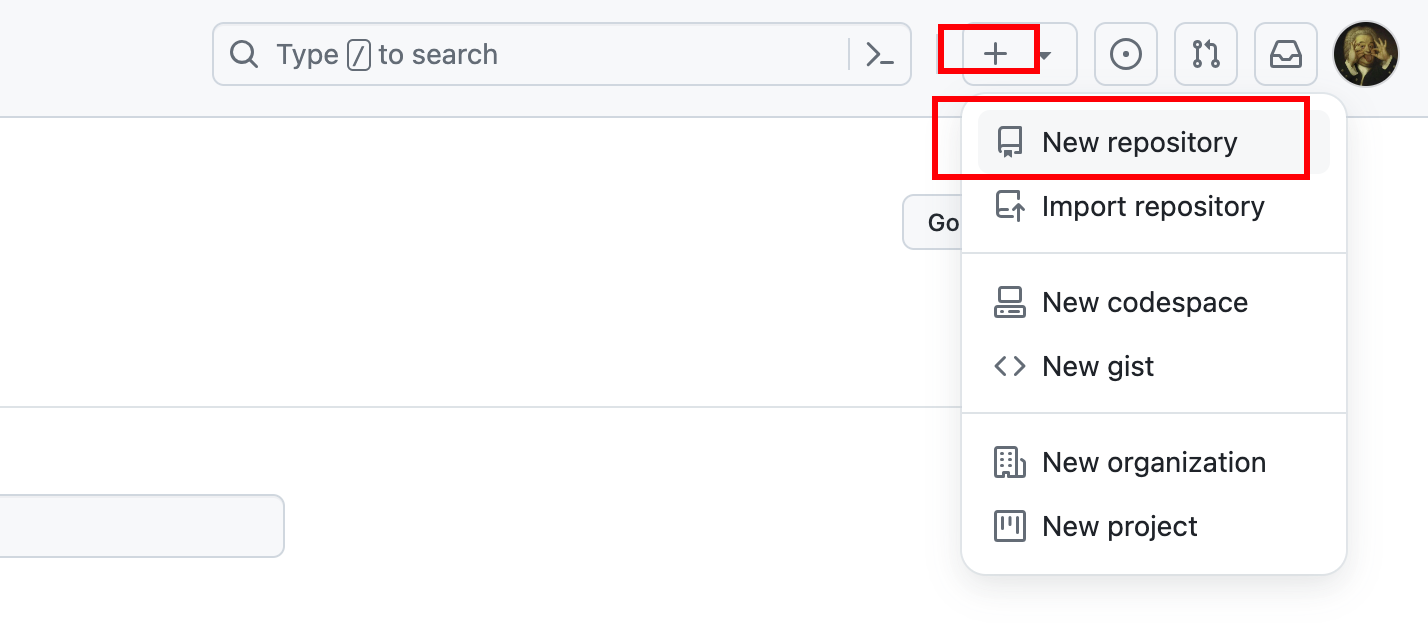 Type / to search
New repository
Import repository
Go
New codespace
New gist
New organization
New project